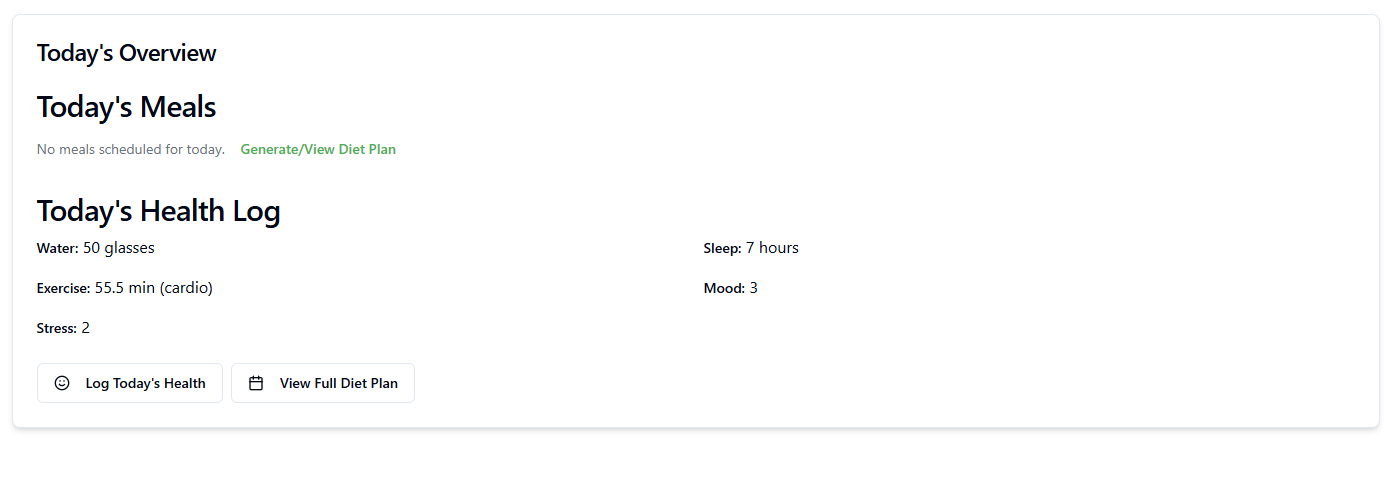 Today's Overview
Today's Meals
No meals scheduled for today. Generate/View Diet Plan
Today's Health Log
Water: 50 glasses
Sleep: 7 hours
Exercise: 55.5 min (cardio)
Mood: 3
Stress: 2
Log Today's Health
View Full Diet Plan